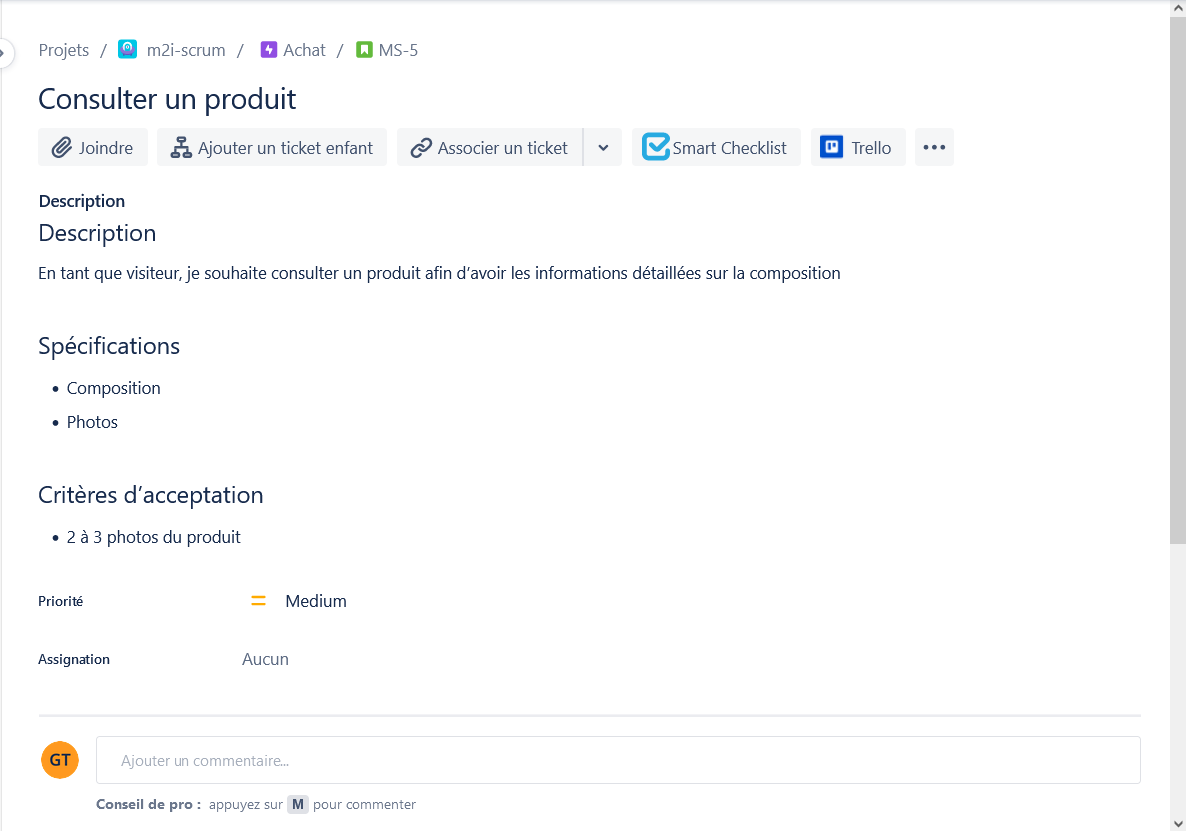 Projets / m2i-scrum / Achat / MS-5
Consulter un produit
Joindre Ajouter un ticket enfant Associer un ticket Smart Checklist Trello •••
Description
Description
En tant que visiteur, je souhaite consulter un produit afin d’avoir les informations détaillées sur la composition
Spécifications
• Composition
• Photos
Critères d’acceptation
• 2 à 3 photos du produit
Priorité Medium
Assignation Aucun
GT Ajouter un commentaire...
Conseil de pro : appuyez sur M pour commenter